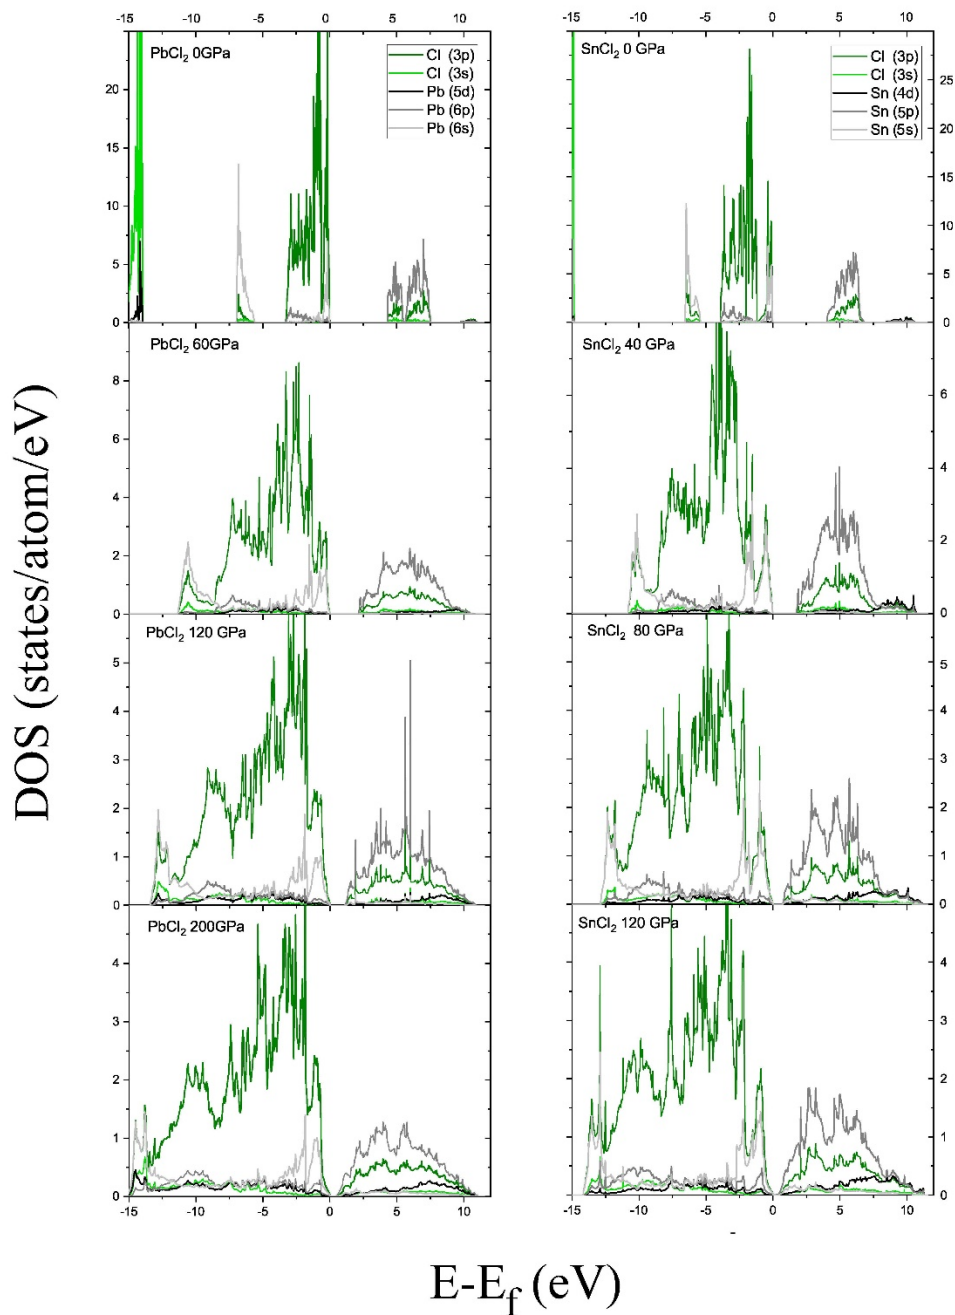 -15 -10 -5 0 5 10
-15 -10 -5 0 5 10
PbCl2 0GPa
Cl (3p)
Cl (3s)
Pb (5d)
Pb (6p)
Pb (6s)
20
15
10
5
0
SnCl2 0 GPa
Cl (3p)
Cl (3s)
Sn (4d)
Sn (5p)
Sn (5s)
25
20
15
10
5
0
PbCl2 60GPa
8
6
4
2
0
SnCl2 40 GPa
6
4
2
0
DOS (states/atom/eV)
PbCl2 120 GPa
5
4
3
2
1
0
SnCl2 80 GPa
5
4
3
2
1
0
PbCl2 200GPa
4
3
2
1
0
SnCl2 120 GPa
4
3
2
1
0
-15 -10 -5 0 5 10
-15 -10 -5 0 5 10
E-Ef (eV)